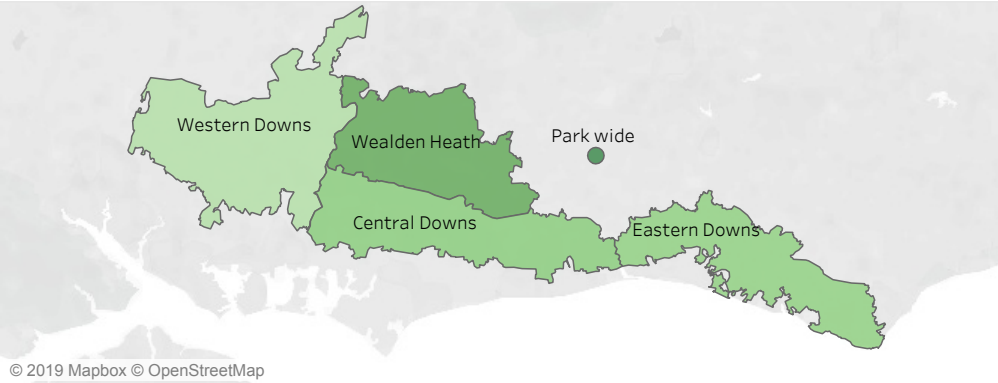 Western Downs
Park wide
Wealden Heath
Central Downs
Eastern Downs
© 2019 Mapbox © OpenStreetMap